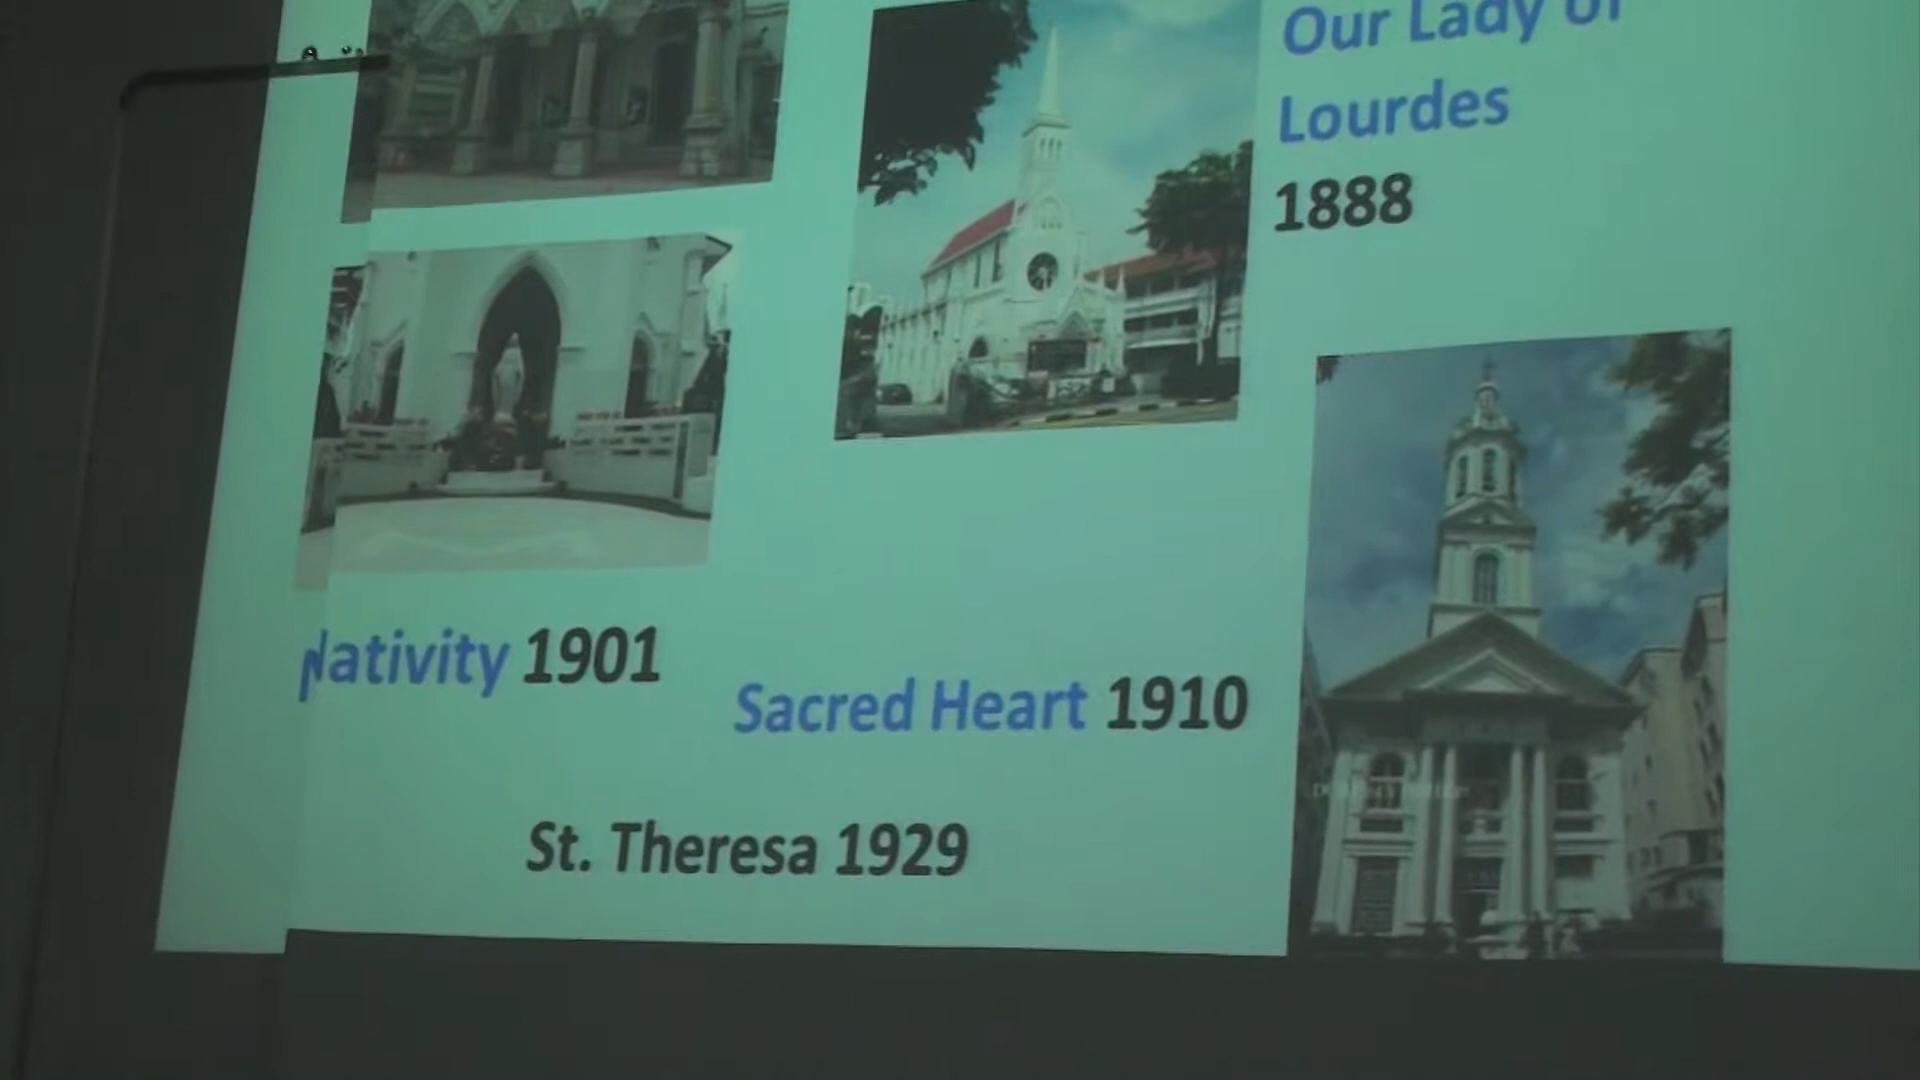 Our Lady of
Lourdes
1888
Nativity 1901
Sacred Heart 1910
St. Theresa 1929